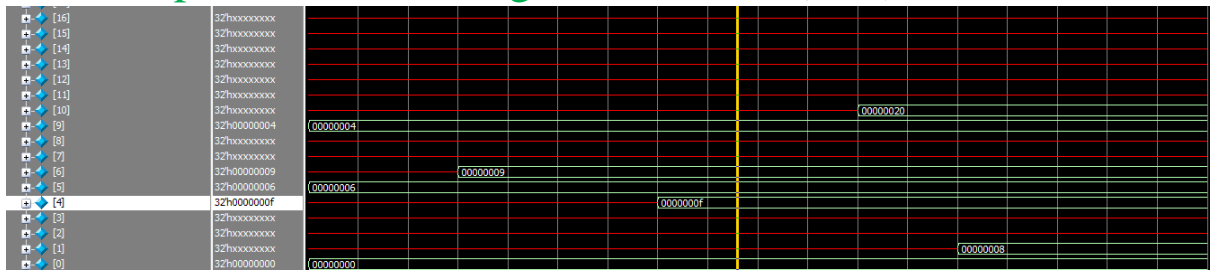 [16] 32'hxxxxxxxx
[15] 32'hxxxxxxxx
[14] 32'hxxxxxxxx
[13] 32'hxxxxxxxx
[12] 32'hxxxxxxxx
[11] 32'hxxxxxxxx
[10] 32'hxxxxxxxx 00000020
[9] 32'h00000004 00000004
[8] 32'hxxxxxxxx
[7] 32'hxxxxxxxx
[6] 32'h00000009 00000009
[5] 32'h00000006 00000006
[4] 32'h0000000f 0000000f
[3] 32'hxxxxxxxx
[2] 32'hxxxxxxxx
[1] 32'hxxxxxxxx 00000008
[0] 32'h00000000 00000000